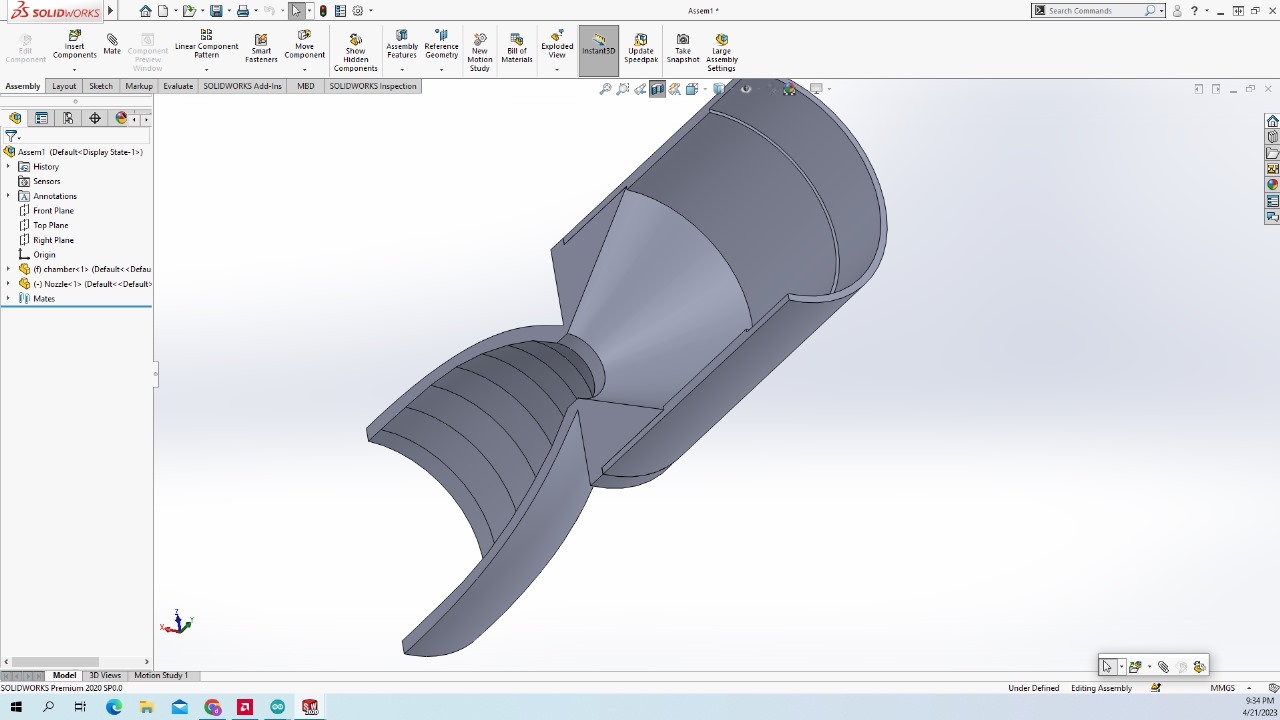 SOLIDWORKS
Assem1 *
Search Commands
Edit Component
Insert Components
Mate
Component Preview Window
Linear Component Pattern
Smart Fasteners
Move Component
Show Hidden Components
Assembly Features
Reference Geometry
New Motion Study
Bill of Materials
Exploded View
Instant3D
Update Speedpak
Take Snapshot
Large Assembly Settings
Assembly
Layout
Sketch
Markup
Evaluate
SOLIDWORKS Add-Ins
MBD
SOLIDWORKS Inspection
Assem1 (Default<Display State-1>)
History
Sensors
Annotations
Front Plane
Top Plane
Right Plane
Origin
(f) chamber<1> (Default<<Defau
(-) Nozzle<1> (Default<<Default>
Mates
Z
X
Y
Model
3D Views
Motion Study 1
SOLIDWORKS Premium 2020 SP0.0
Under Defined
Editing Assembly
MMGS
9:34 PM
4/21/2023